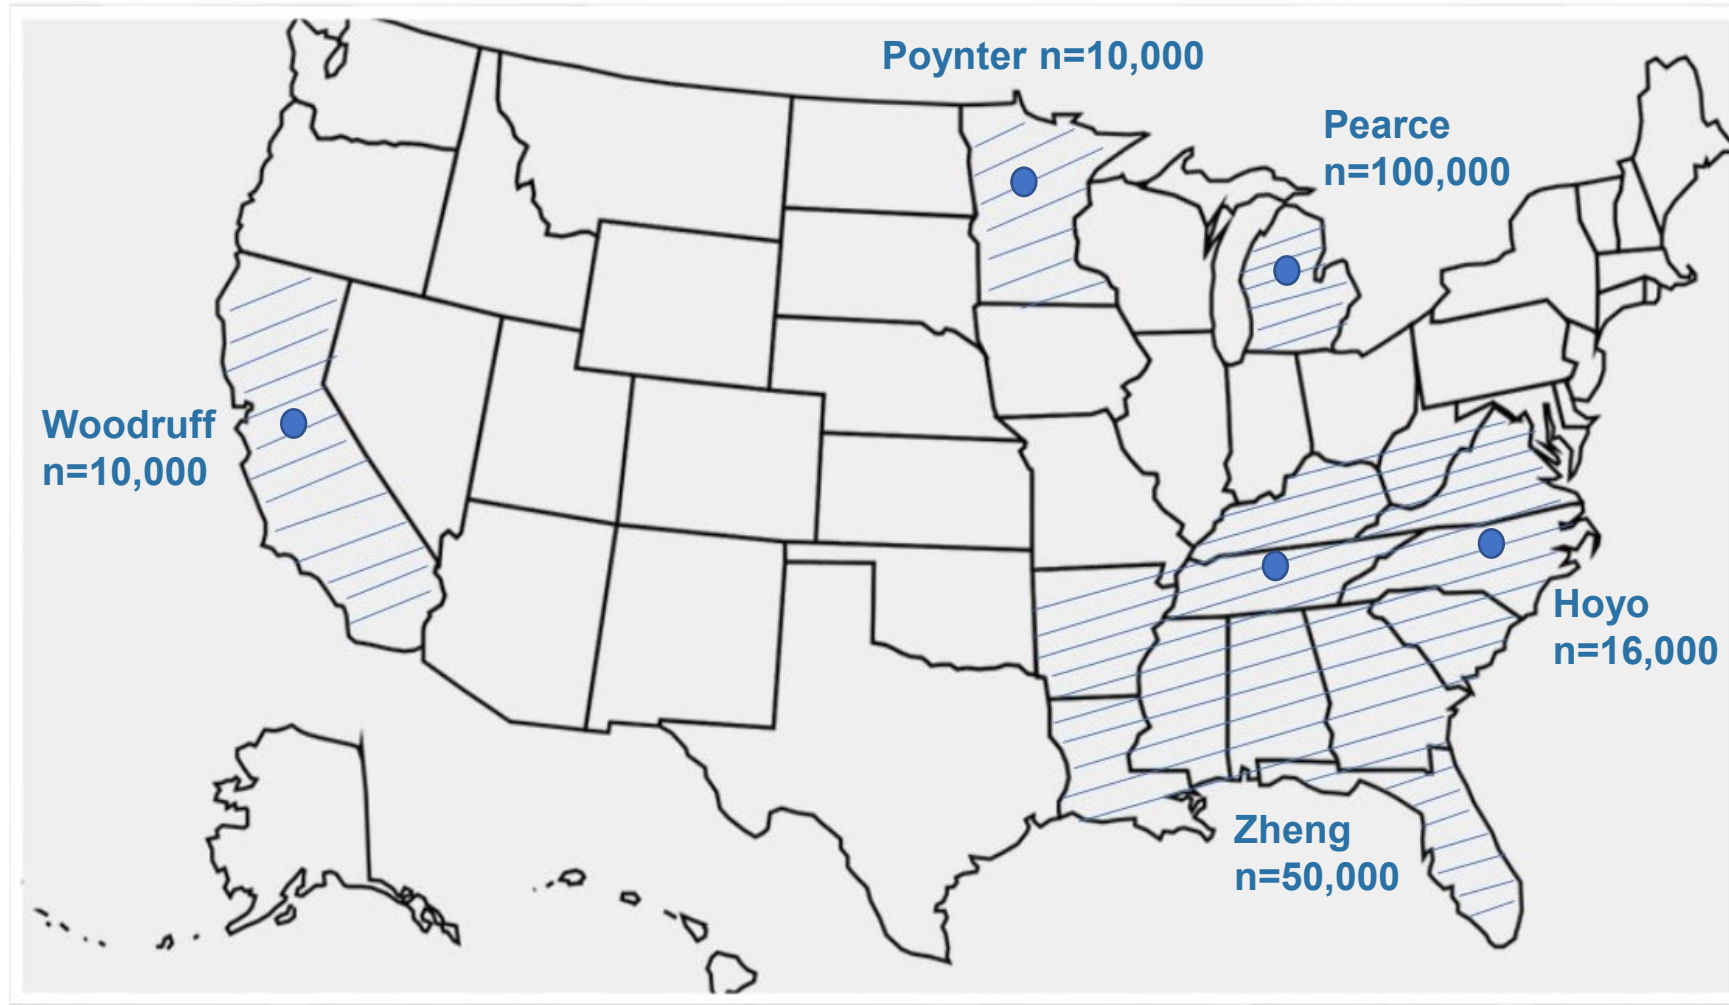 Poynter n=10,000
Pearce
n=100,000
Woodruff
n=10,000
Hoyo
n=16,000
Zheng
n=50,000